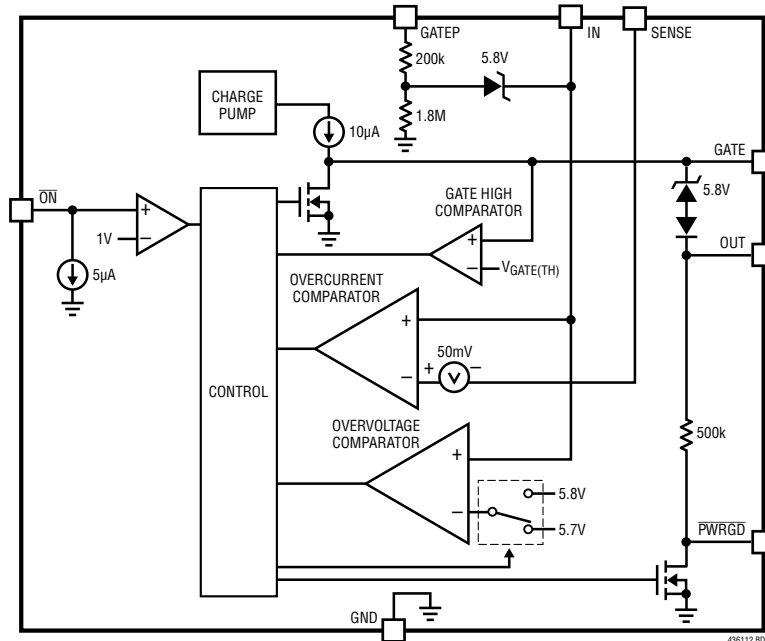 GATEP
IN
SENSE
200k
5.8V
CHARGE
PUMP
1.8M
10µA
GATE
ON
GATE HIGH
COMPARATOR
5.8V
+
–
1V
+
–
VGATE(TH)
OUT
5µA
OVERCURRENT
COMPARATOR
+
50mV
+
–
–
CONTROL
OVERVOLTAGE
COMPARATOR
500k
+
–
5.8V
5.7V
PWRGD
GND
436112 BD